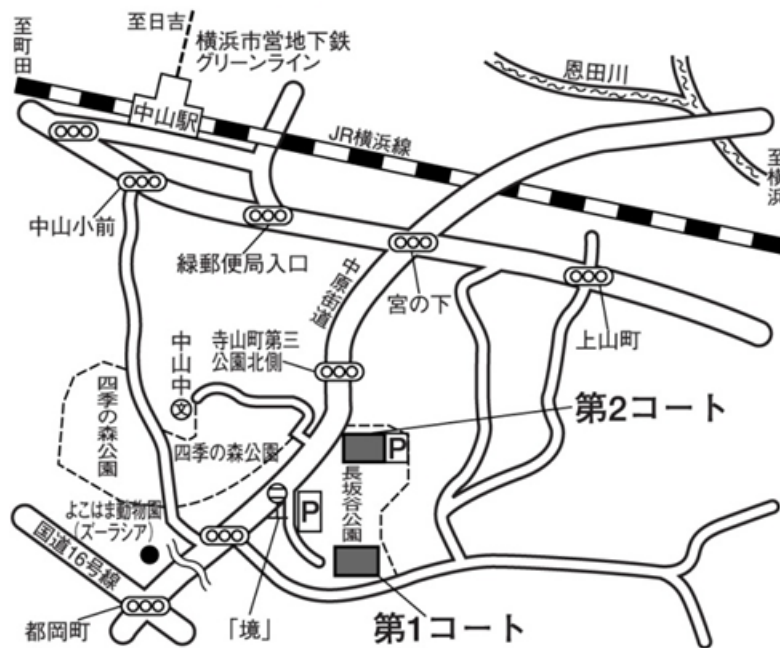 至日吉
至町田
横浜市営地下鉄
グリーンライン
中山駅
恩田川
JR横浜線
至横浜
中山小前
緑郵便局入口
中原街道
宮の下
上山町
中山中
文
寺山町第三
公園北側
四季の森公園
四季の森公園
第2コート
P
長坂谷公園
P
よこはま動物園
(ズーラシア)
国道16号線
都岡町
「境」
第1コート